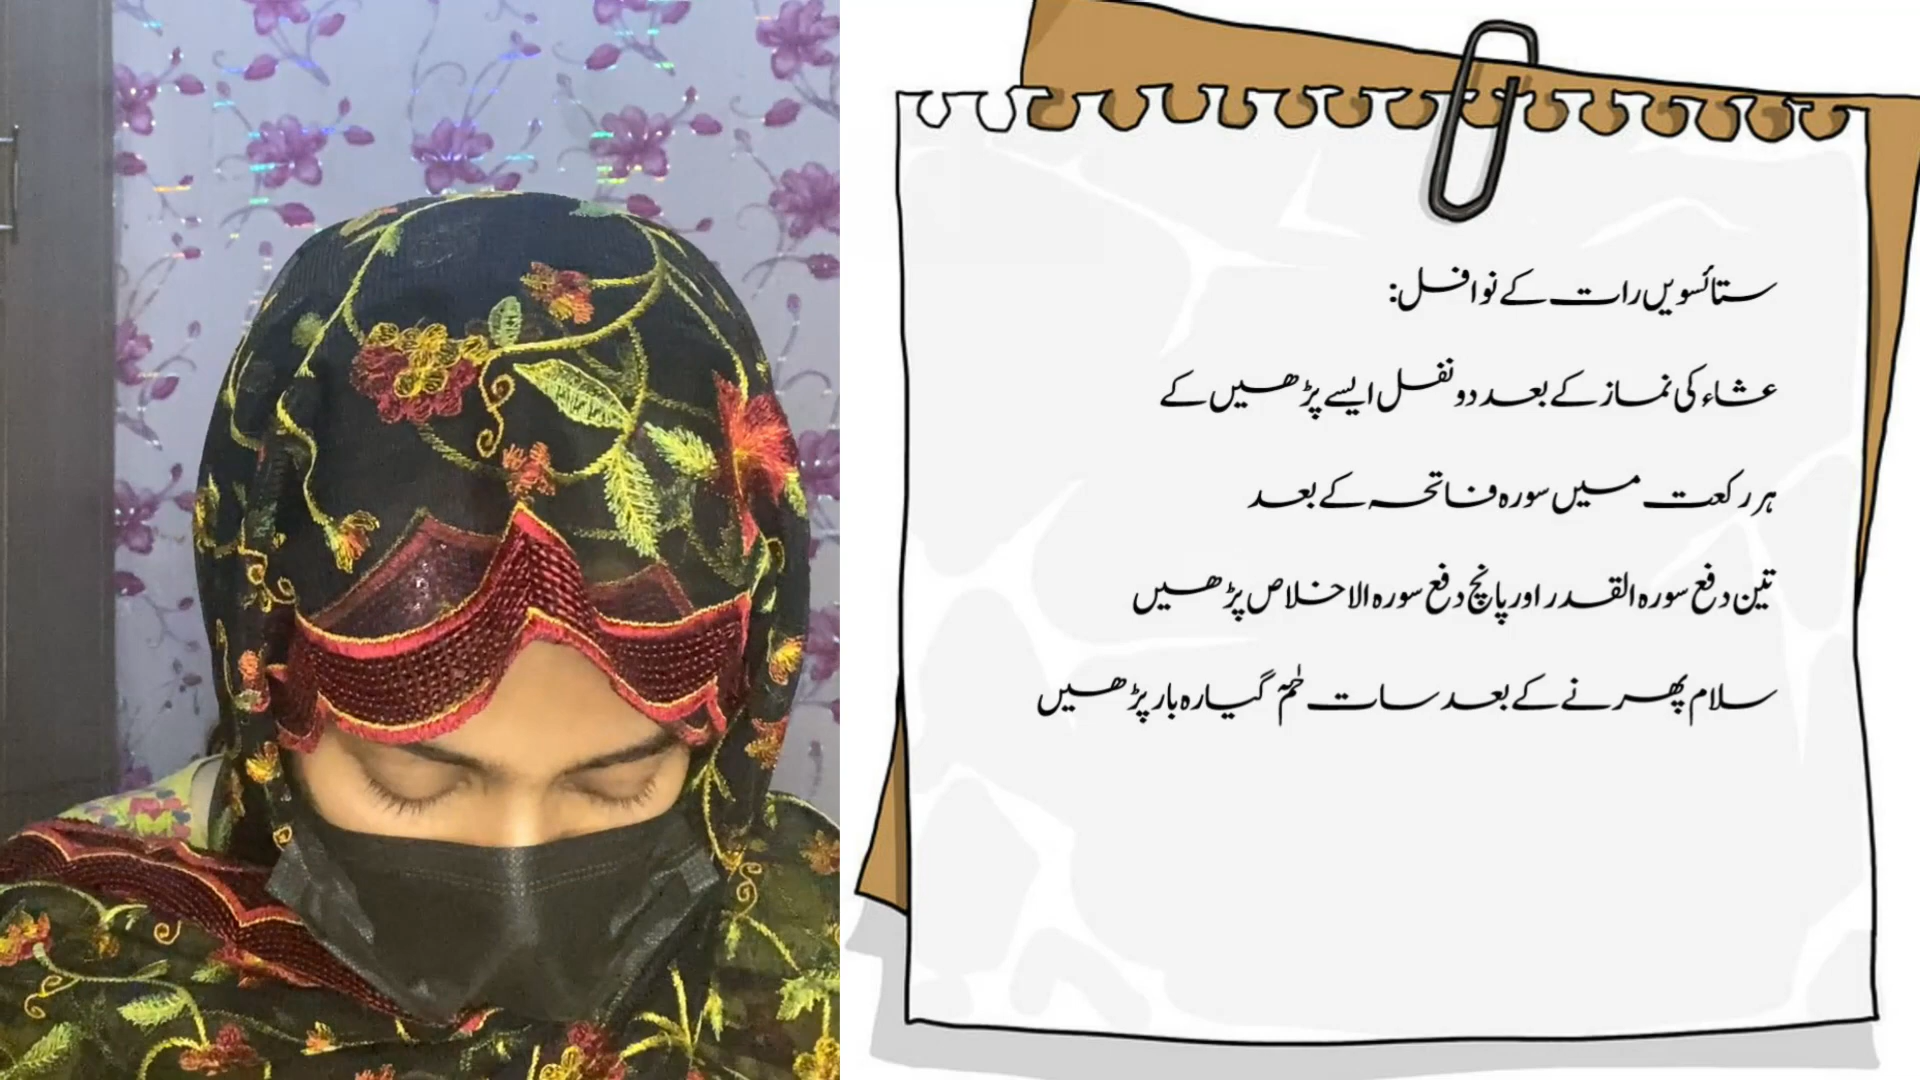 ستائسویں رات کے نوافل:
عشاء کی نماز کے بعد دو نفل ایسے پڑھیں کے
ہر رکعت میں سورہ فاتحہ کے بعد
تین دفع سورہ القدر اور پانچ دفع سورہ الاخلاص پڑھیں
سلام پھرنے کے بعد سات حٰمٓ گیارہ بار پڑھیں